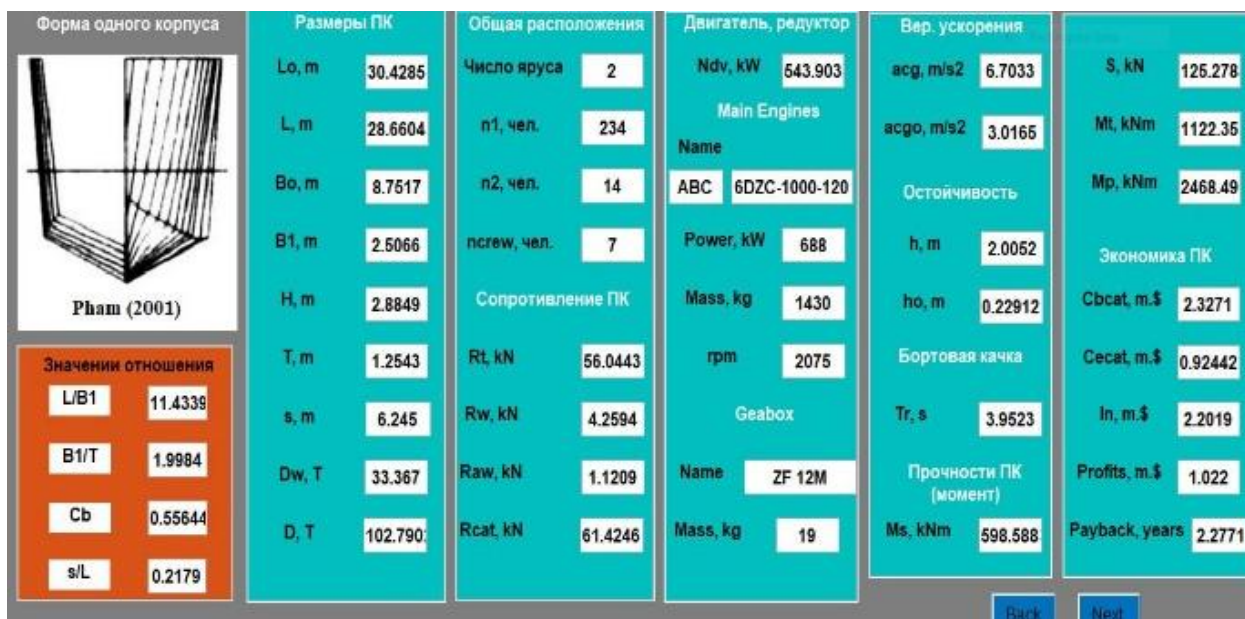 Форма одного корпуса
Pham (2001)
Значении отношения
L/B1 11.4339
B1/T 1.9984
Cb 0.55644
s/L 0.2179
Размеры ПК
Lo, m 30.4285
L, m 28.6604
Bo, m 8.7517
B1, m 2.5066
H, m 2.8849
T, m 1.2543
s, m 6.245
Dw, T 33.367
D, T 102.790
Общая расположения
Число яруса 2
n1, чел. 234
n2, чел. 14
ncrew, чел. 7
Сопротивление ПК
Rt, kN 56.0443
Rw, kN 4.2594
Raw, kN 1.1209
Rcat, kN 61.4246
Двигатель, редуктор
Ndv, kW 543.903
Main Engines
Name
ABC 6DZC-1000-120
Power, kW 688
Mass, kg 1430
rpm 2075
Geabox
Name ZF 12M
Mass, kg 19
Вер. ускорения
acg, m/s2 6.7033
acgo, m/s2 3.0165
Остойчивость
h, m 2.0052
ho, m 0.22912
Бортовая качка
Tr, s 3.9523
Прочности ПК
(момент)
Ms, kNm 598.588
S, kN 125.278
Mt, kNm 1122.35
Mp, kNm 2468.49
Экономика ПК
Cbcat, m.$ 2.3271
Cecat, m.$ 0.92442
In, m.$ 2.2019
Profits, m.$ 1.022
Payback, years 2.2771
Back Next